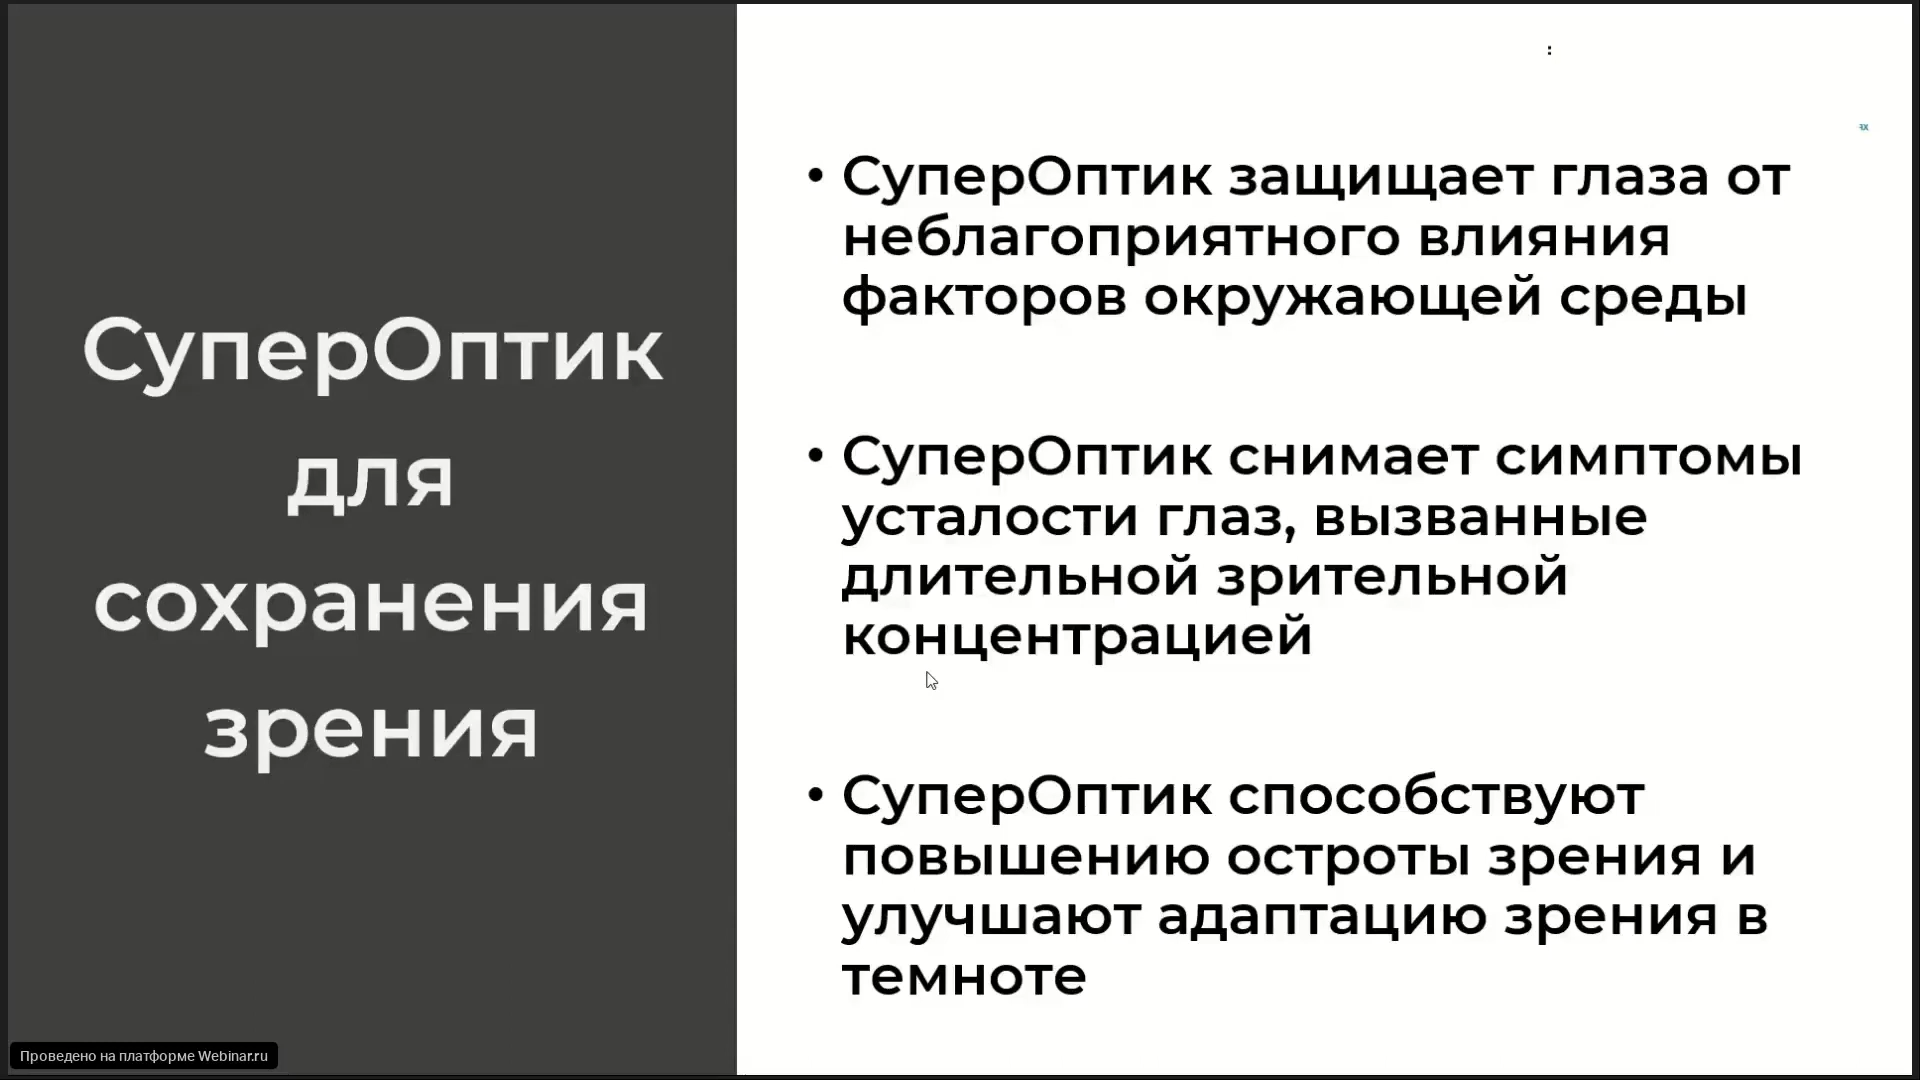 СуперОптик
для
сохранения
зрения
:
• СуперОптик защищает глаза от
неблагоприятного влияния
факторов окружающей среды
• СуперОптик снимает симптомы
усталости глаз, вызванные
длительной зрительной
концентрацией
• СуперОптик способствуют
повышению остроты зрения и
улучшают адаптацию зрения в
темноте
Проведено на платформе Webinar.ru